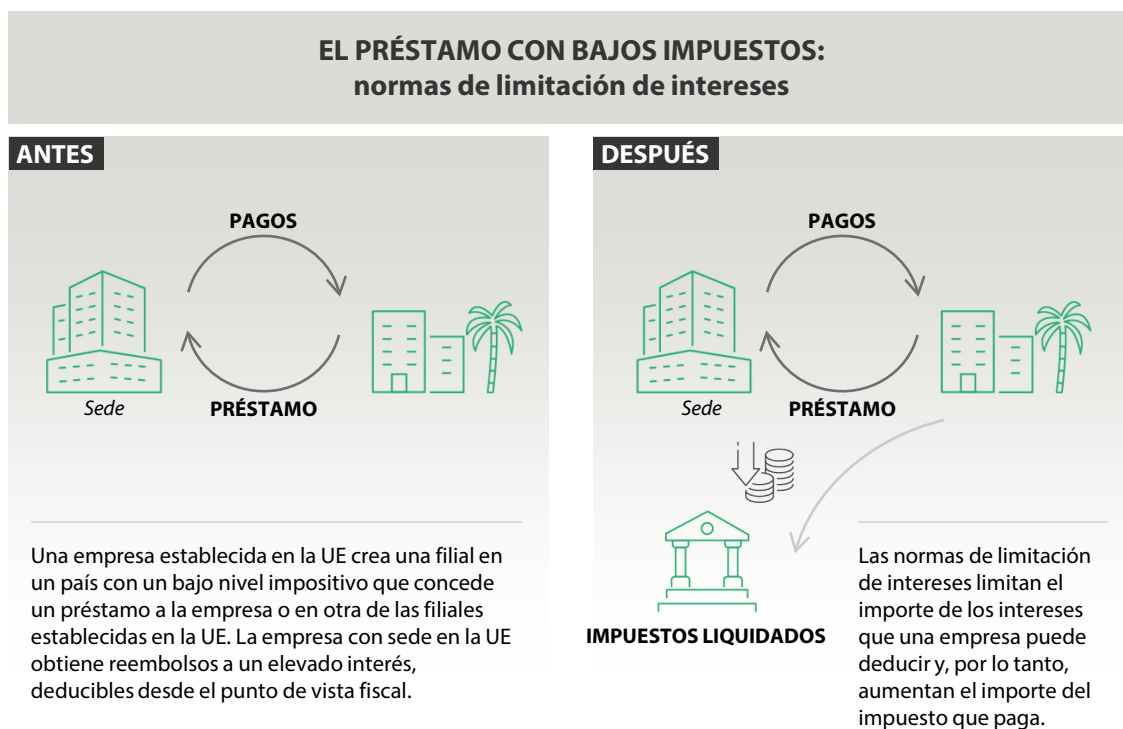 EL PRÉSTAMO CON BAJOS IMPUESTOS:
normas de limitación de intereses
ANTES
PAGOS
Sede
PRÉSTAMO
Una empresa establecida en la UE crea una filial en
un país con un bajo nivel impositivo que concede
un préstamo a la empresa o en otra de las filiales
establecidas en la UE. La empresa con sede en la UE
obtiene reembolsos a un elevado interés,
deducibles desde el punto de vista fiscal.
DESPUÉS
PAGOS
Sede
PRÉSTAMO
IMPUESTOS LIQUIDADOS
Las normas de limitación
de intereses limitan el
importe de los intereses
que una empresa puede
deducir y, por lo tanto,
aumentan el importe del
impuesto que paga.